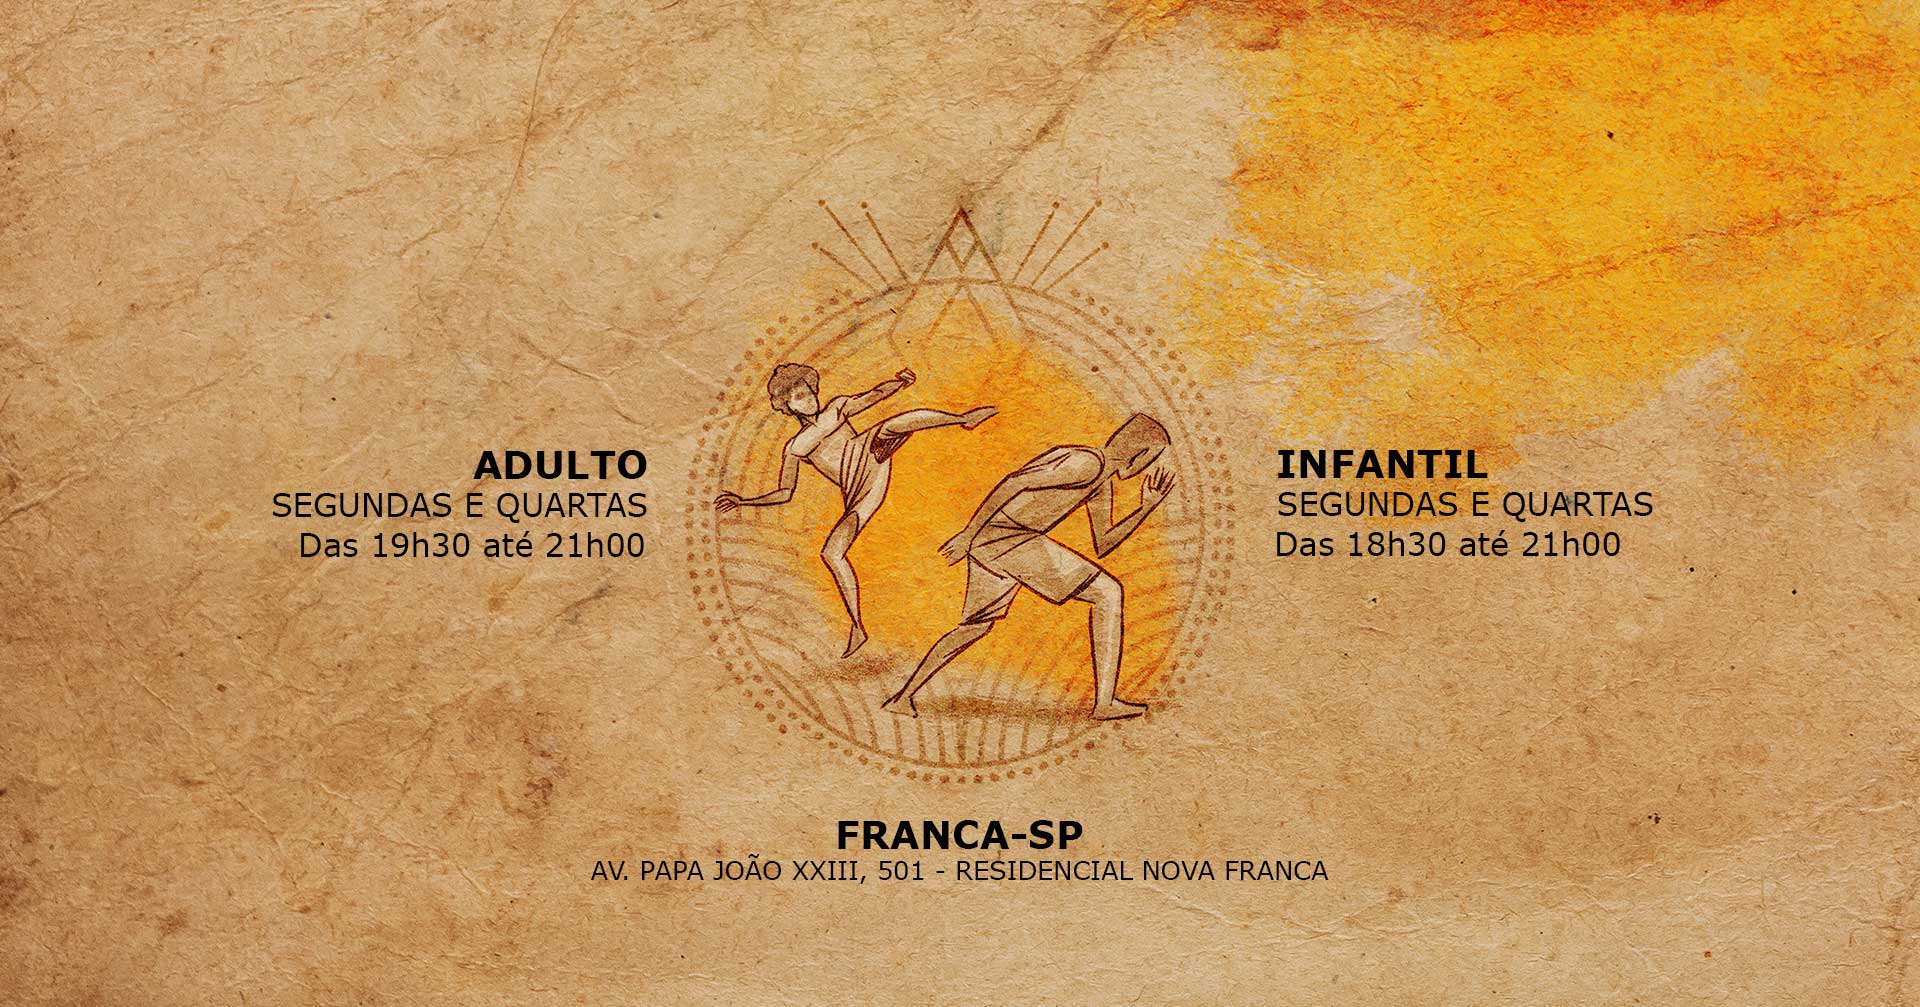 ADULTO
SEGUNDAS E QUARTAS
Das 19h30 até 21h00
INFANTIL
SEGUNDAS E QUARTAS
Das 18h30 até 21h00
FRANCA-SP
AV. PAPA JOÃO XXIII, 501 - RESIDENCIAL NOVA FRANCA